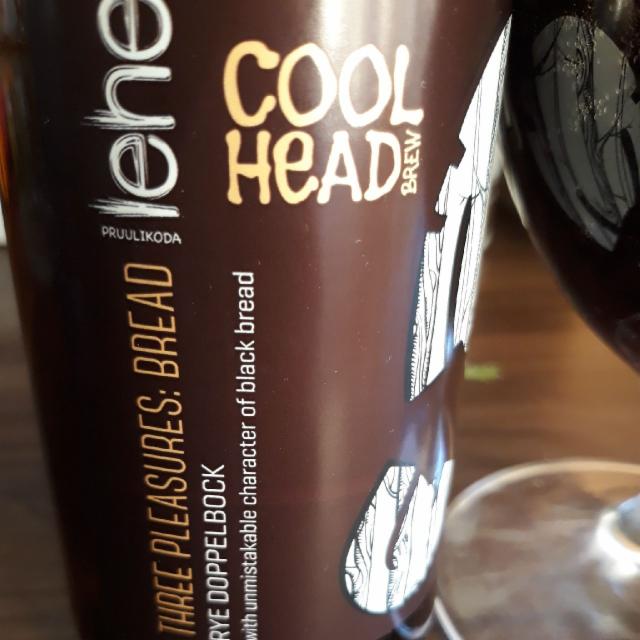 lehe
PRUULIKODA
COOL
HeAD
BREW
THREE PLEASURES: BREAD
RYE DOPPELBOCK
with unmistakable character of black bread